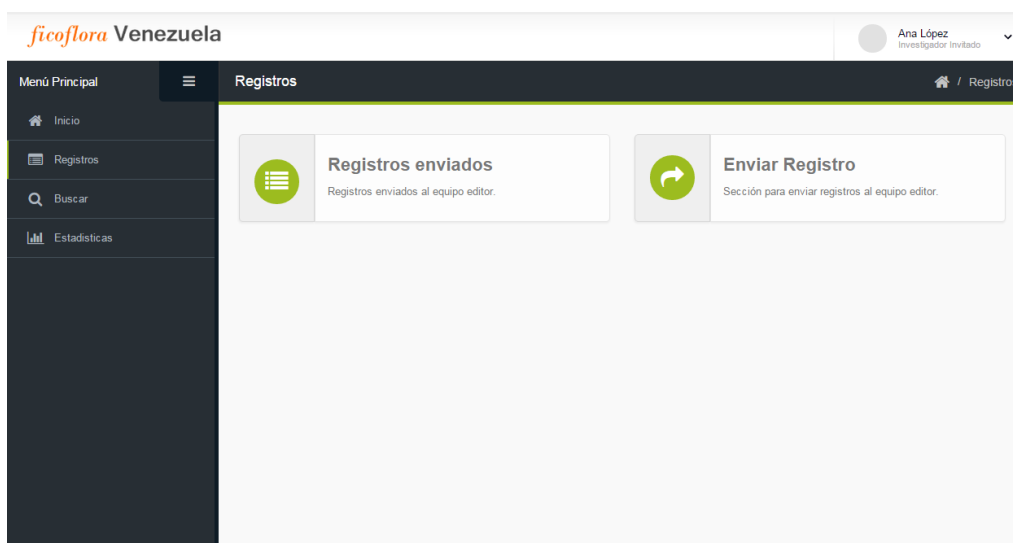 ficoflora Venezuela
Ana López
Investigador Invitado
Menú Principal
Registros
/ Registros
Inicio
Registros
Buscar
Estadisticas
Registros enviados
Registros enviados al equipo editor.
Enviar Registro
Sección para enviar registros al equipo editor.